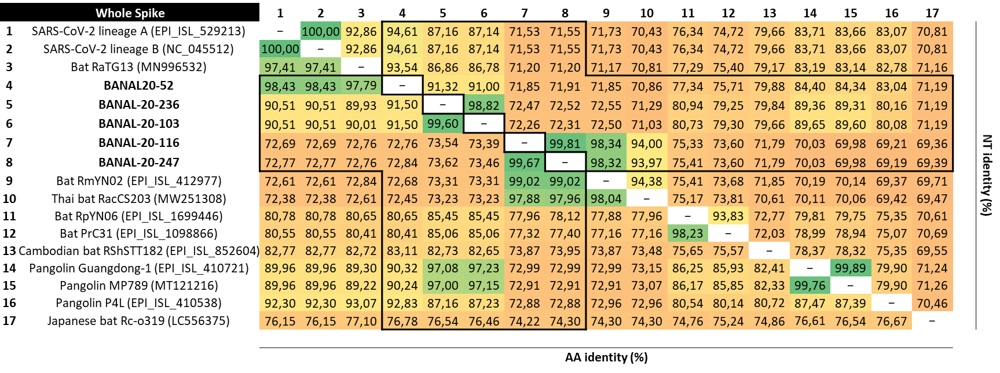 Whole Spike 1 2 3 4 5 6 7 8 9 10 11 12 13 14 15 16 17
1 SARS-CoV-2 lineage A (EPI_ISL_529213) – 100,00 92,86 94,61 87,16 87,14 71,53 71,55 71,73 70,43 76,34 74,72 79,66 83,71 83,66 83,07 70,81
2 SARS-CoV-2 lineage B (NC_045512) 100,00 – 92,86 94,61 87,16 87,14 71,53 71,55 71,73 70,43 76,34 74,72 79,66 83,71 83,66 83,07 70,81
3 Bat RaTG13 (MN996532) 97,41 97,41 – 93,54 86,86 86,78 71,20 71,20 71,17 70,81 77,29 75,40 79,17 83,19 83,14 82,78 71,16
4 BANAL20-52 98,43 98,43 97,79 – 91,32 91,00 71,85 71,91 71,85 70,86 77,34 75,71 79,88 84,40 84,34 83,04 71,19
5 BANAL-20-236 90,51 90,51 89,93 91,50 – 98,82 72,47 72,52 72,55 71,29 80,94 79,25 79,84 89,36 89,31 80,16 71,19
6 BANAL-20-103 90,51 90,51 90,01 91,50 99,60 – 72,26 72,31 72,50 71,03 80,73 79,30 79,66 89,65 89,60 80,08 71,19
7 BANAL-20-116 72,69 72,69 72,76 72,76 73,54 73,39 – 99,81 98,34 94,00 75,33 73,60 71,79 70,03 69,98 69,21 69,36
8 BANAL-20-247 72,77 72,77 72,76 72,84 73,62 73,46 99,67 – 98,32 93,97 75,41 73,60 71,79 70,03 69,98 69,19 69,39
9 Bat RmYN02 (EPI_ISL_412977) 72,61 72,61 72,84 72,68 73,31 73,31 99,02 99,02 – 94,38 75,41 73,68 71,85 70,19 70,14 69,37 69,71
10 Thai bat RacCS203 (MW251308) 72,38 72,38 72,61 72,45 73,23 73,23 97,88 97,96 98,04 – 75,17 73,81 70,61 70,11 70,06 69,42 69,47
11 Bat RpYN06 (EPI_ISL_1699446) 80,78 80,78 80,65 80,65 85,45 85,45 77,96 78,12 77,88 77,96 – 93,83 72,77 79,81 79,75 75,35 70,61
12 Bat PrC31 (EPI_ISL_1098866) 80,55 80,55 80,41 80,41 85,06 85,06 77,32 77,40 77,16 77,16 98,23 – 72,03 78,99 78,94 75,07 70,69
13 Cambodian bat RShSTT182 (EPI_ISL_852604) 82,77 82,77 82,72 83,11 82,73 82,65 73,87 73,95 73,87 73,48 75,65 75,57 – 78,37 78,32 75,35 69,55
14 Pangolin Guangdong-1 (EPI_ISL_410721) 89,96 89,96 89,30 90,32 97,08 97,23 72,99 72,99 72,99 73,15 86,25 85,93 82,41 – 99,89 79,90 71,24
15 Pangolin MP789 (MT121216) 89,96 89,96 89,22 90,24 97,00 97,15 72,91 72,91 72,91 73,07 86,17 85,85 82,33 99,76 – 79,90 71,26
16 Pangolin P4L (EPI_ISL_410538) 92,30 92,30 93,07 92,83 87,16 87,23 72,88 72,88 72,96 72,96 80,54 80,14 80,72 87,47 87,39 – 70,46
17 Japanese bat Rc-o319 (LC556375) 76,15 76,15 77,10 76,78 76,54 76,46 74,22 74,30 74,30 74,30 74,76 75,24 74,86 76,61 76,54 76,67 –
NT identity (%)
AA identity (%)